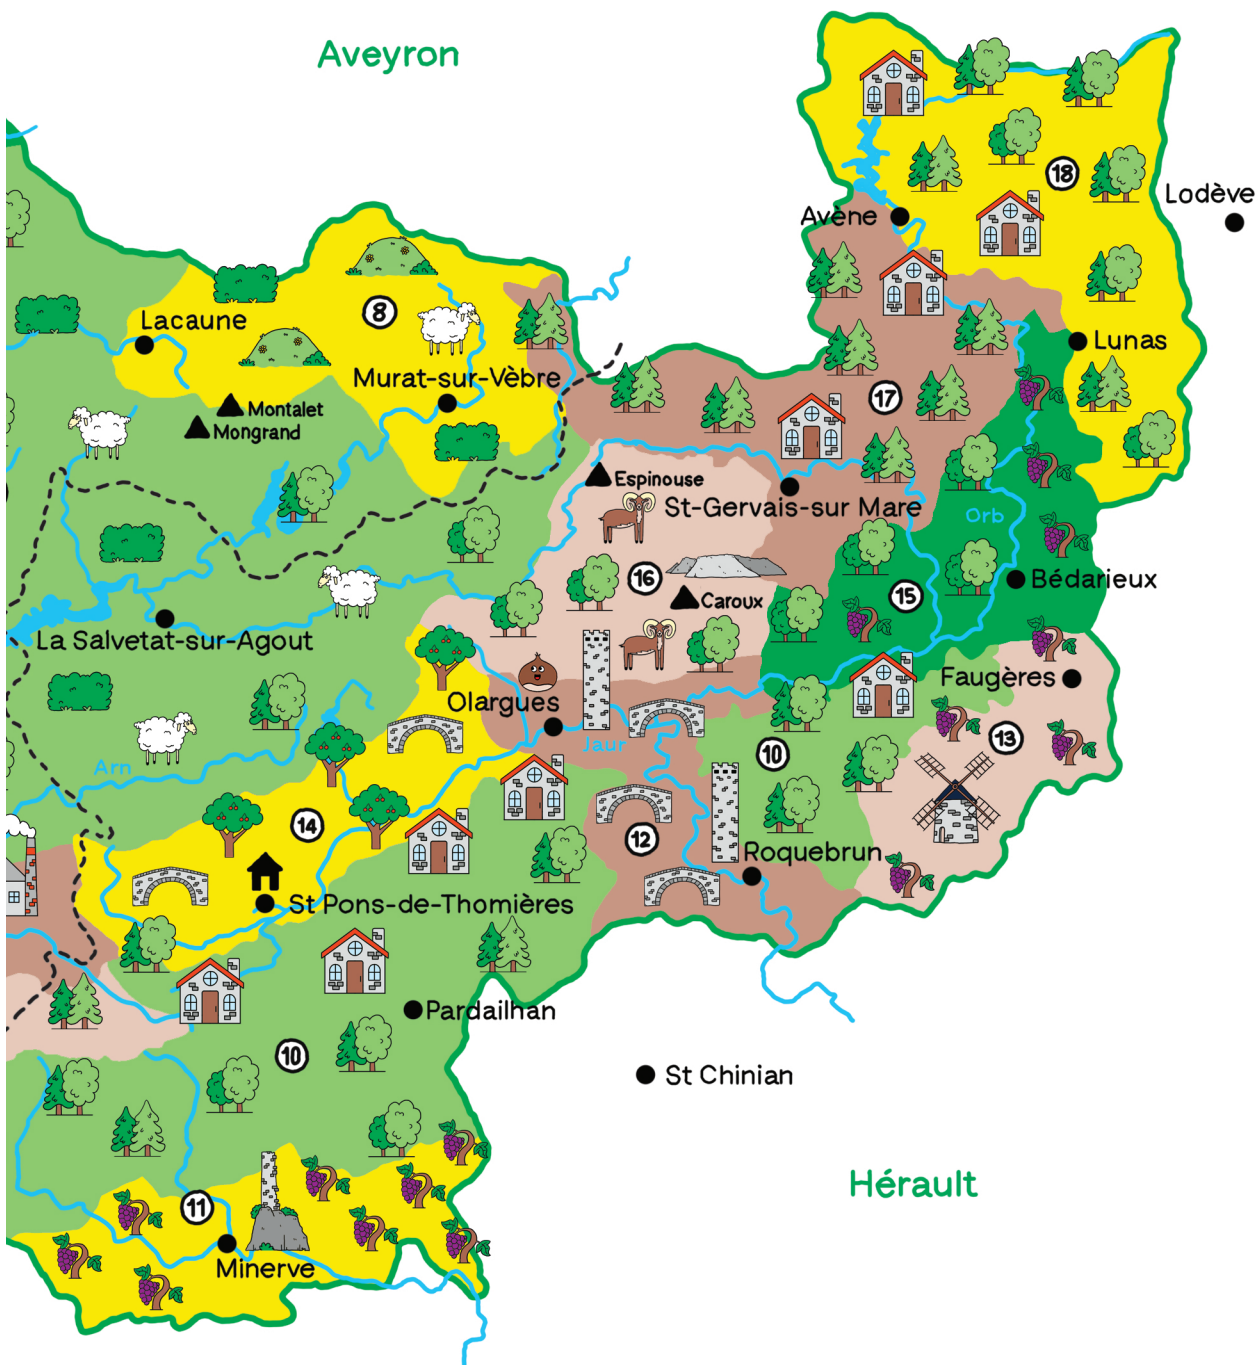 Aveyron
18
Lodève
Avène
8
Lacaune
Lunas
Murat-sur-Vèbre
Montalet
Mongrand
17
Espinouse
St-Gervais-sur Mare
Orb
16
Bédarieux
Caroux
15
La Salvetat-sur-Agout
Faugères
Olargues
Jaur
13
10
Arn
14
12
Roquebrun
St Pons-de-Thomières
Pardailhan
10
St Chinian
Hérault
11
Minerve